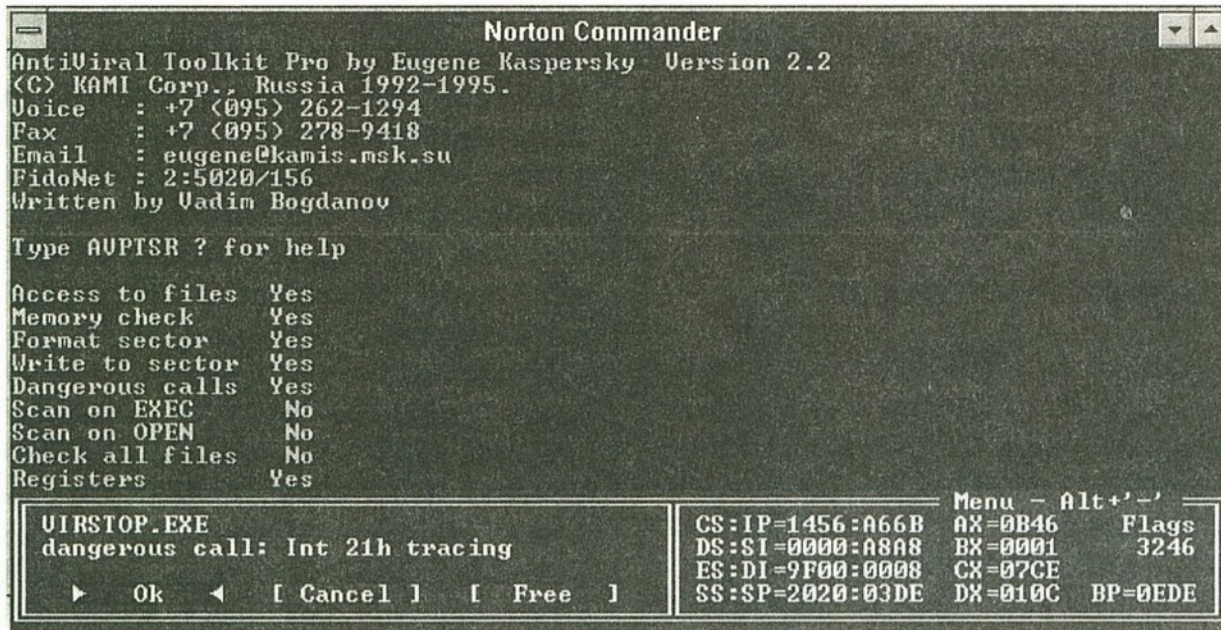 Norton Commander
AntiViral Toolkit Pro by Eugene Kaspersky Version 2.2
(C) KAMI Corp., Russia 1992-1995.
Voice : +7 (095) 262-1294
Fax : +7 (095) 278-9418
Email : eugene@kamis.msk.su
FidoNet : 2:5020/156
Written by Vadim Bogdanov
Type AVPTSR ? for help
Access to files Yes
Memory check Yes
Format sector Yes
Write to sector Yes
Dangerous calls Yes
Scan on EXEC No
Scan on OPEN No
Check all files No
Registers Yes
Menu - Alt+'-'
VIRSTOP.EXE
dangerous call: Int 21h tracing
► Ok ◄ [ Cancel ] [ Free ]
CS:IP=1456:A66B AX=0B46 Flags
DS:SI=0000:A8A8 BX=0001 3246
ES:DI=9F00:0008 CX=07CE
SS:SP=2020:03DE DX=010C BP=0EDE